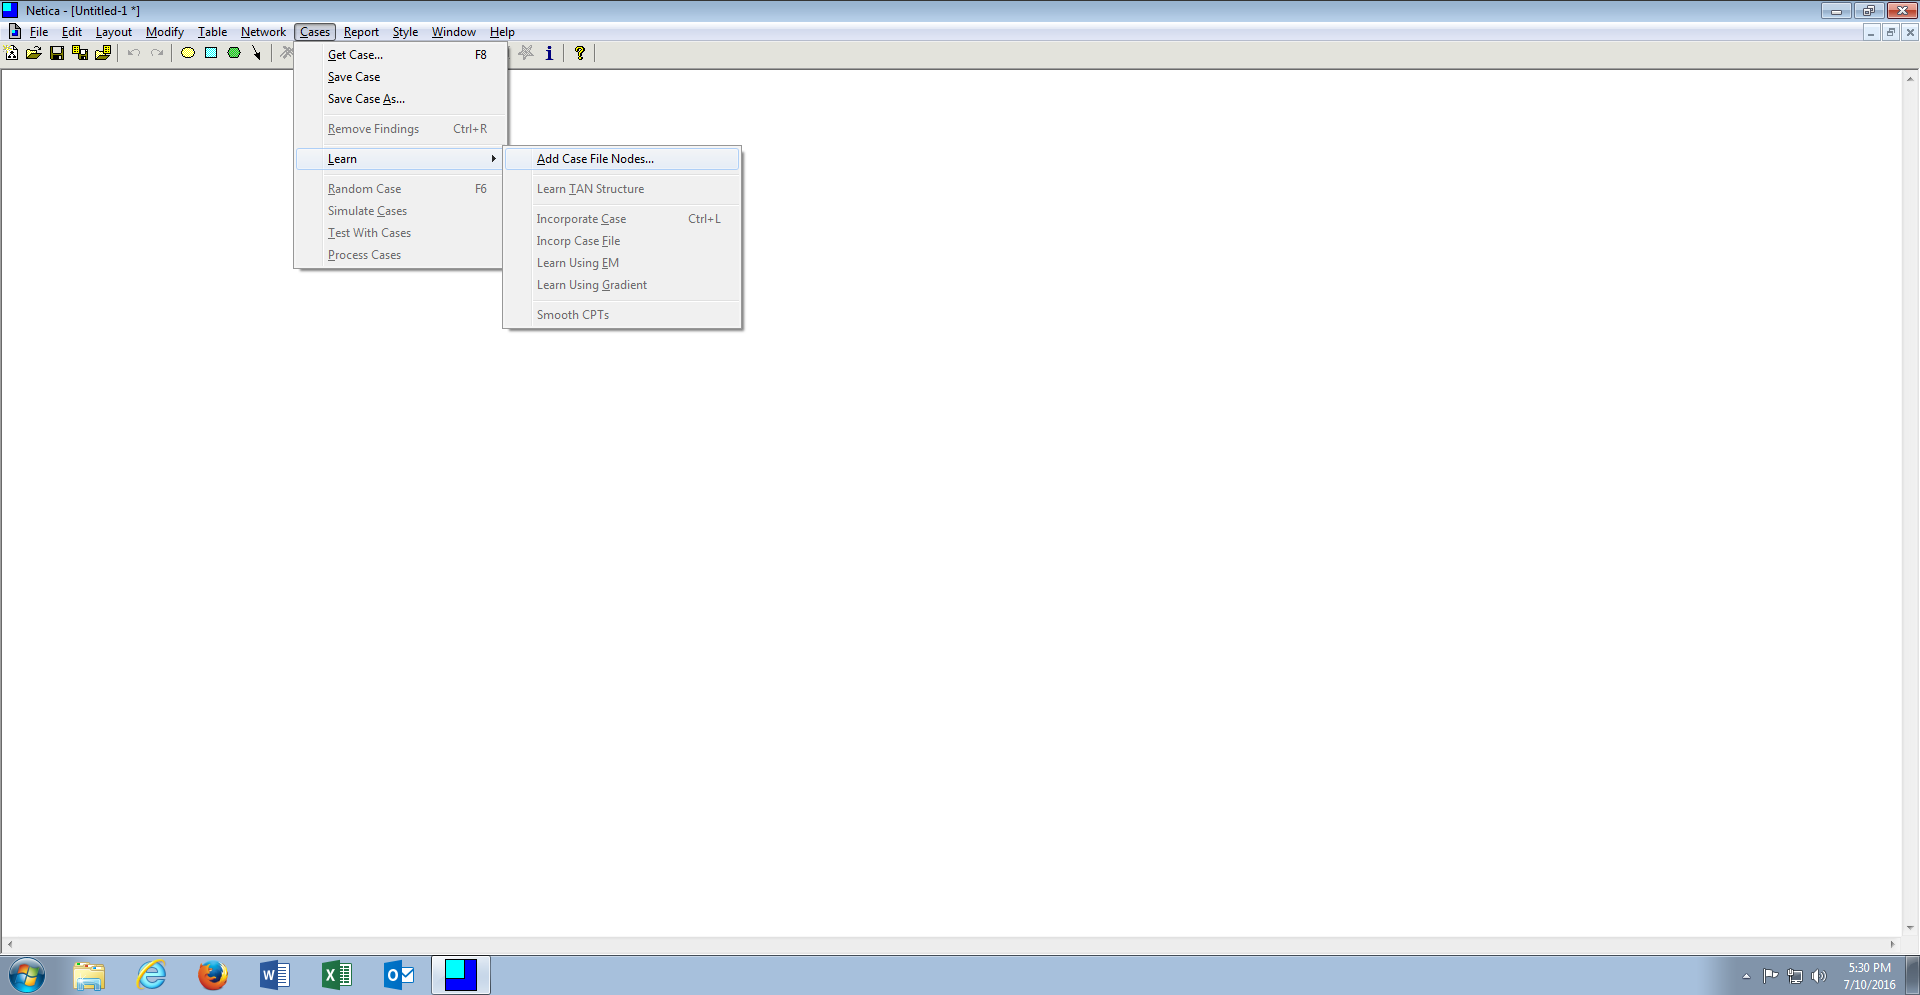 Netica - [Untitled-1 *]
File Edit Layout Modify Table Network Cases Report Style Window Help
Get Case... F8
Save Case
Save Case As...
Remove Findings Ctrl+R
Learn
Add Case File Nodes...
Learn TAN Structure
Random Case F6
Simulate Cases
Test With Cases
Process Cases
Incorporate Case Ctrl+L
Incorp Case File
Learn Using EM
Learn Using Gradient
Smooth CPTs
5:30 PM
7/10/2016